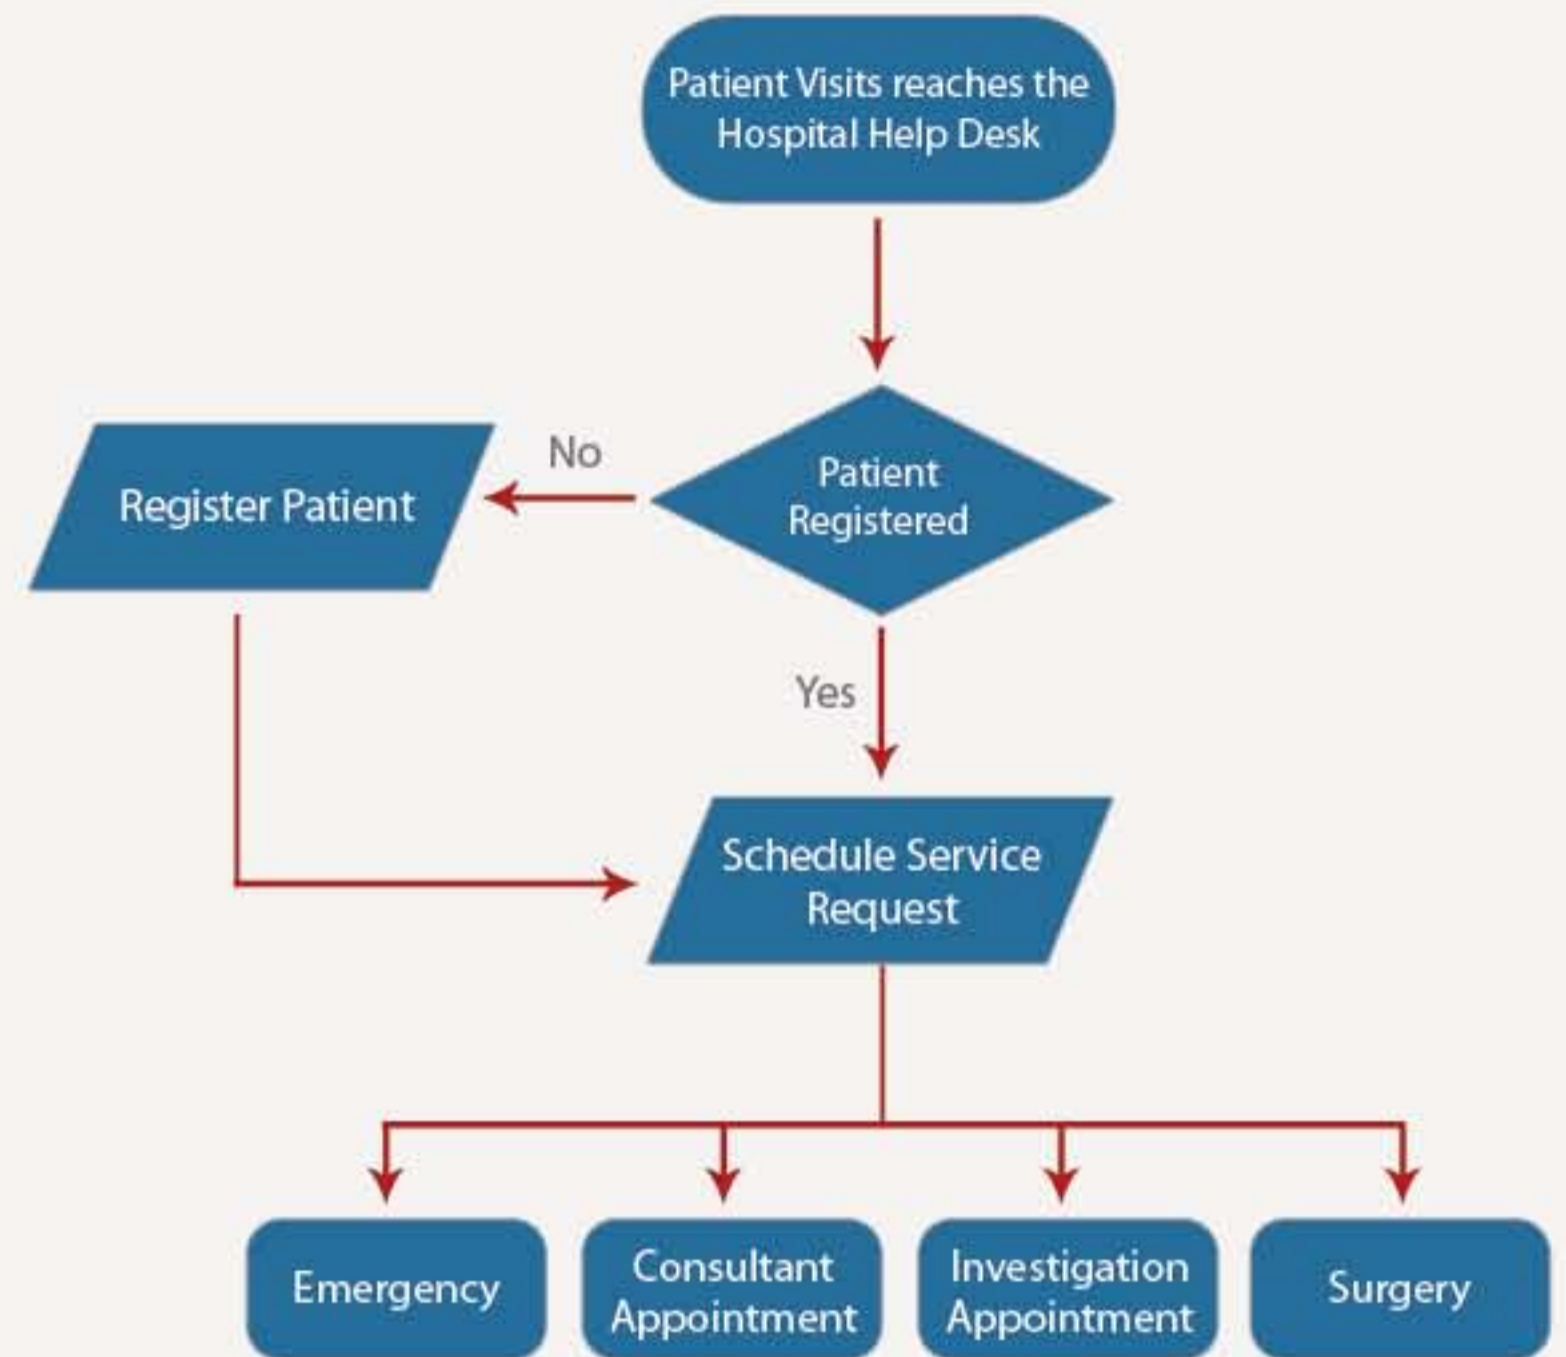 Patient Visits reaches the
Hospital Help Desk
No
Register Patient
Patient
Registered
Yes
Schedule Service
Request
Emergency
Consultant
Appointment
Investigation
Appointment
Surgery